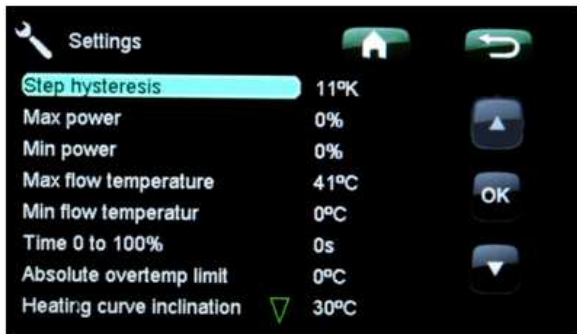 Settings
Step hysteresis 11ºK
Max power 0%
Min power 0%
Max flow temperature 41ºC
OK
Min flow temperatur 0ºC
Time 0 to 100% 0s
Absolute overtemp limit 0ºC
Heating curve inclination 30ºC